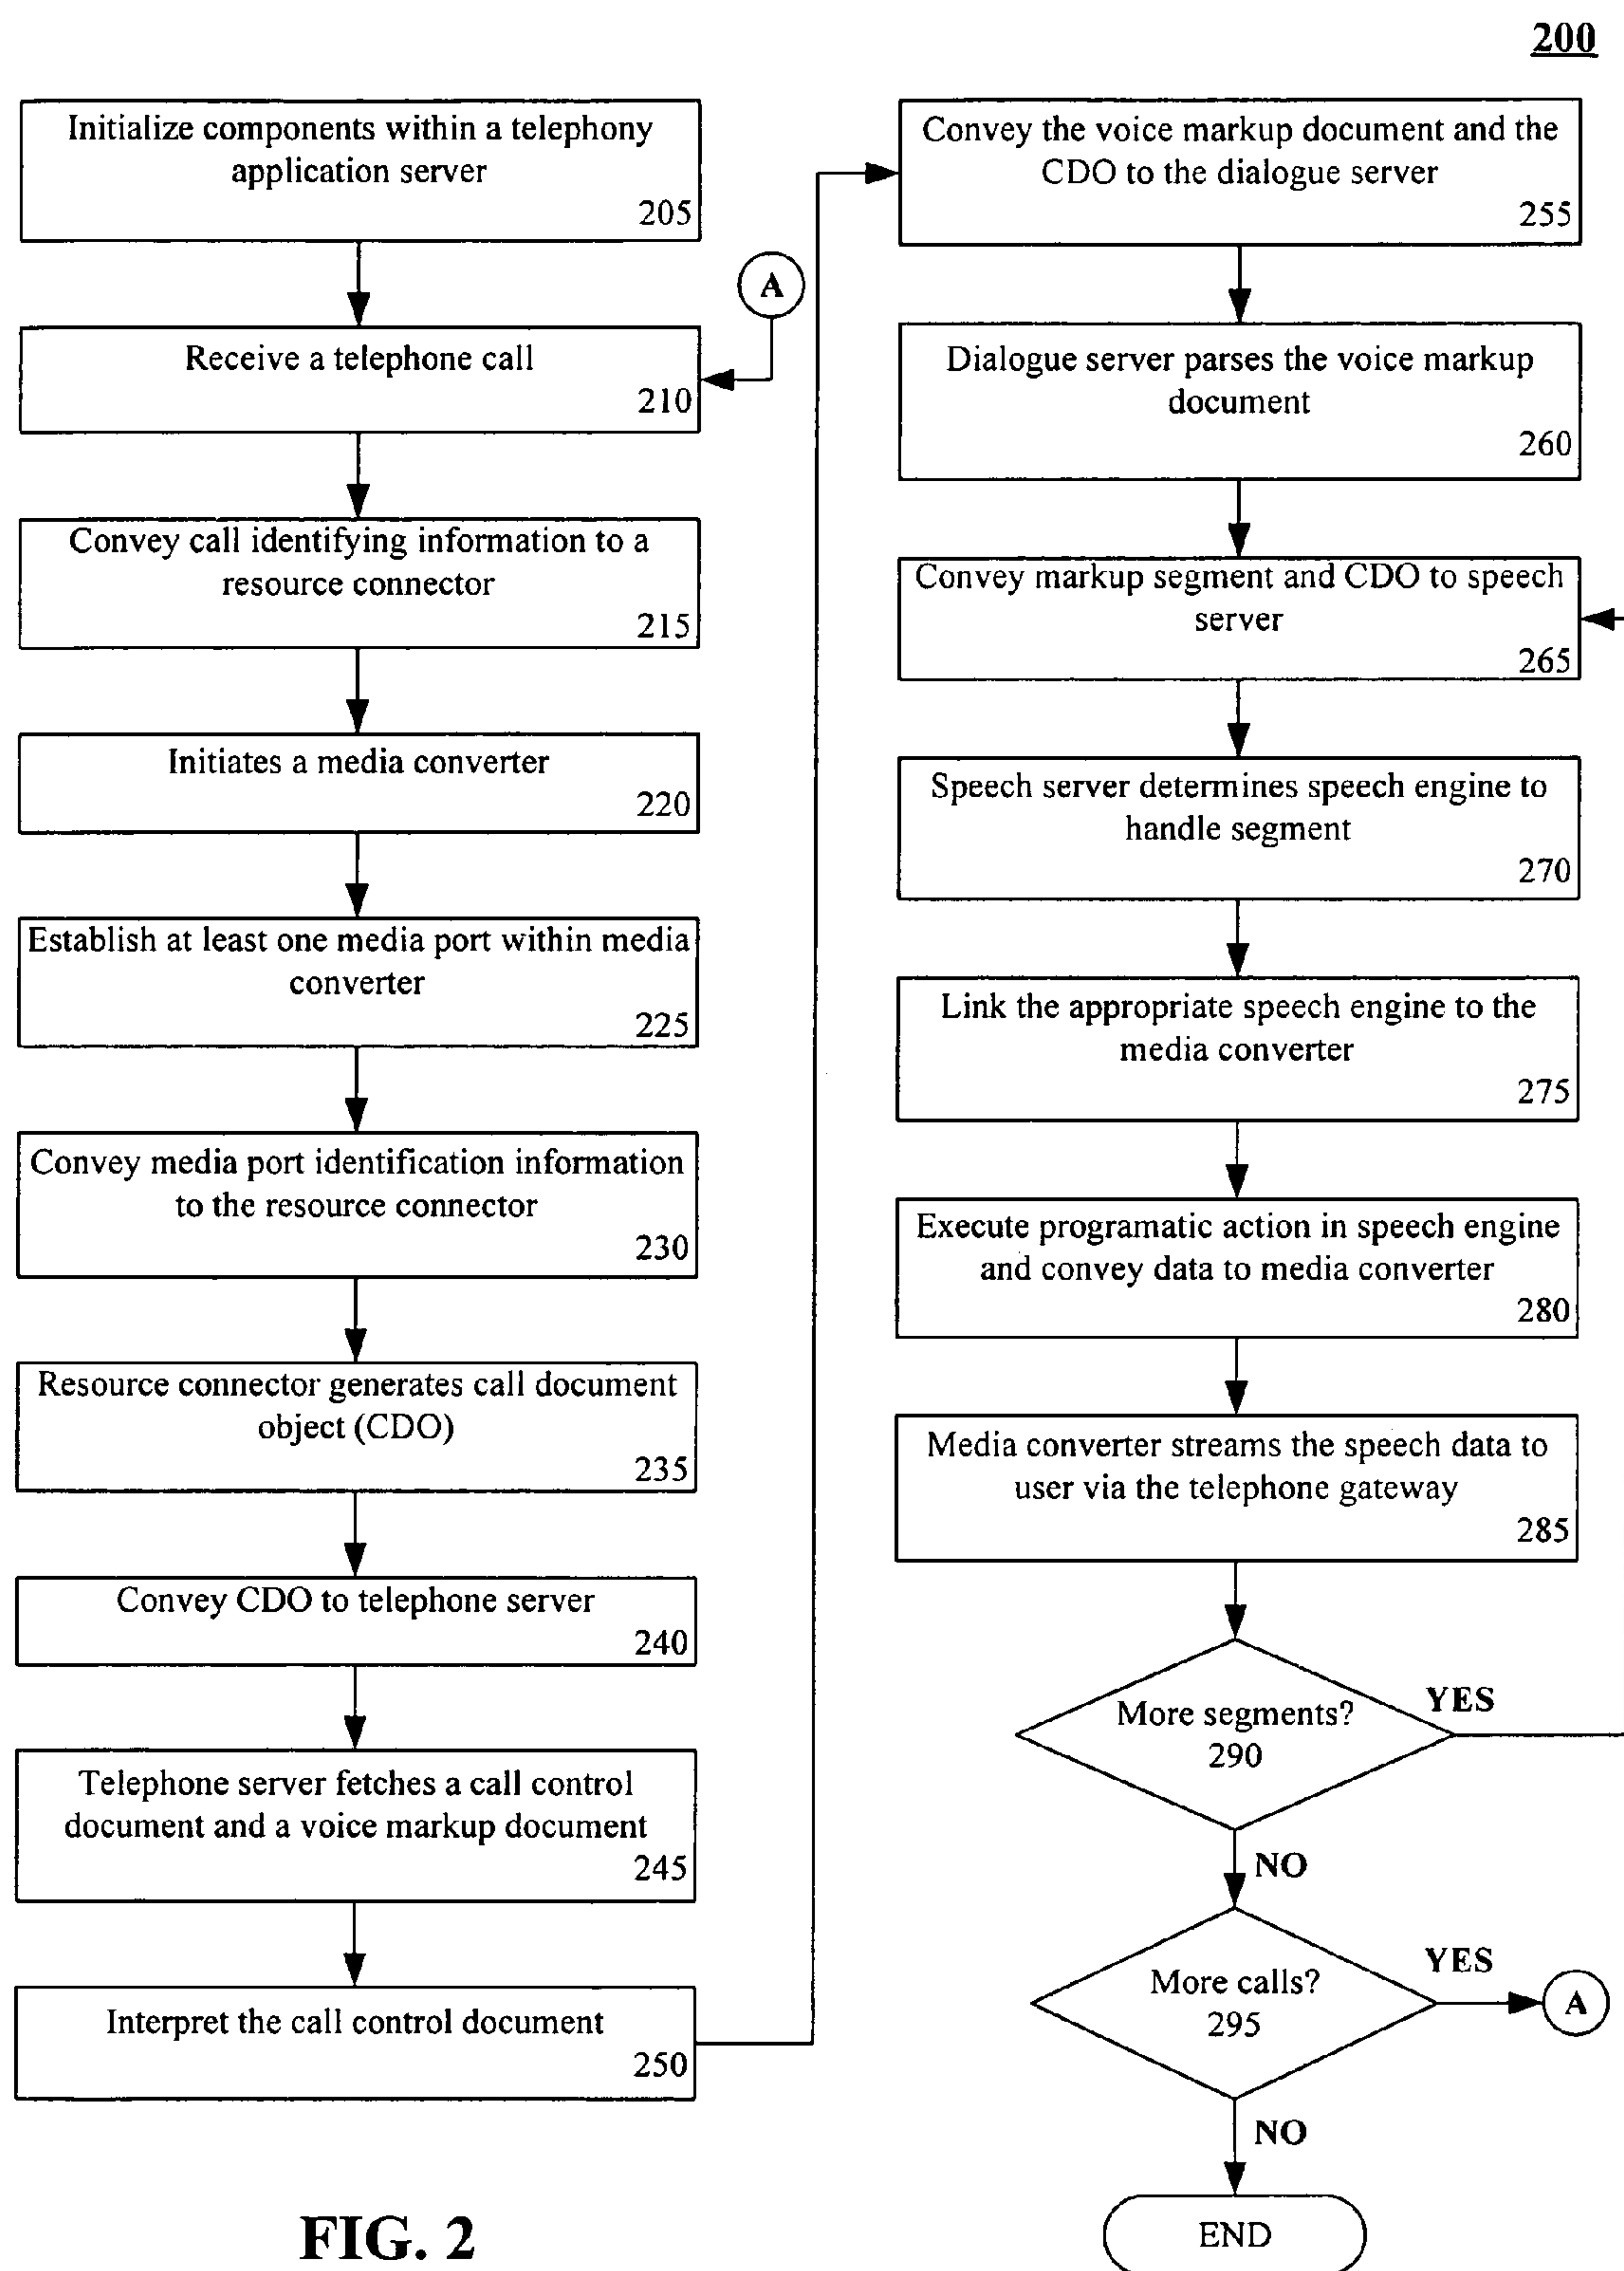 200
Initialize components within a telephony
application server
205
A
Receive a telephone call
210
Convey call identifying information to a
resource connector
215
Initiates a media converter
220
Establish at least one media port within media
converter
225
Convey media port identification information
to the resource connector
230
Resource connector generates call document
object (CDO)
235
Convey CDO to telephone server
240
Telephone server fetches a call control
document and a voice markup document
245
Interpret the call control document
250
Convey the voice markup document and the
CDO to the dialogue server
255
Dialogue server parses the voice markup
document
260
Convey markup segment and CDO to speech
server
265
Speech server determines speech engine to
handle segment
270
Link the appropriate speech engine to the
media converter
275
Execute programatic action in speech engine
and convey data to media converter
280
Media converter streams the speech data to
user via the telephone gateway
285
More segments?
290
YES
NO
More calls?
295
YES
A
NO
END
FIG. 2